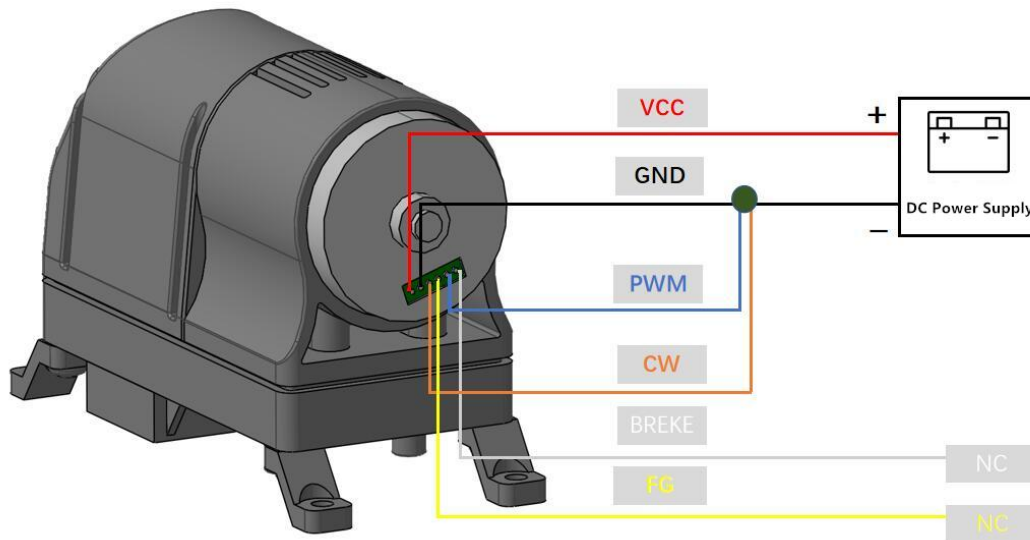 VCC
+
+ −
GND
DC Power Supply
−
PWM
CW
BREKE
NC
FG
NC